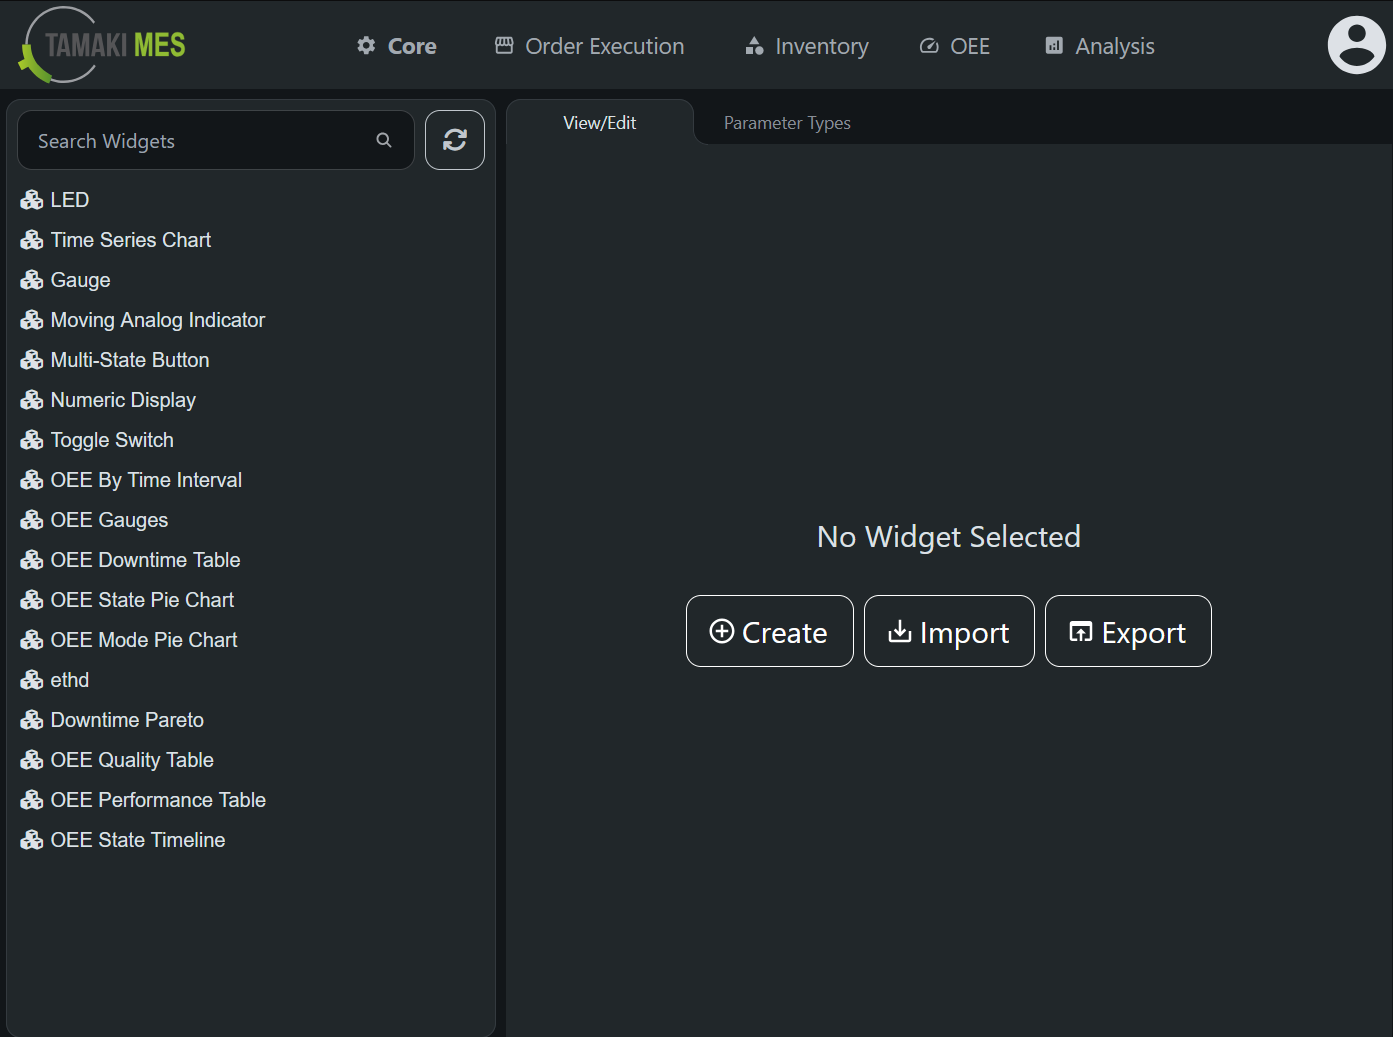 TAMAKI MES
Core
Order Execution
Inventory
OEE
Analysis
Search Widgets
LED
Time Series Chart
Gauge
Moving Analog Indicator
Multi-State Button
Numeric Display
Toggle Switch
OEE By Time Interval
OEE Gauges
OEE Downtime Table
OEE State Pie Chart
OEE Mode Pie Chart
ethd
Downtime Pareto
OEE Quality Table
OEE Performance Table
OEE State Timeline
View/Edit
Parameter Types
No Widget Selected
Create
Import
Export